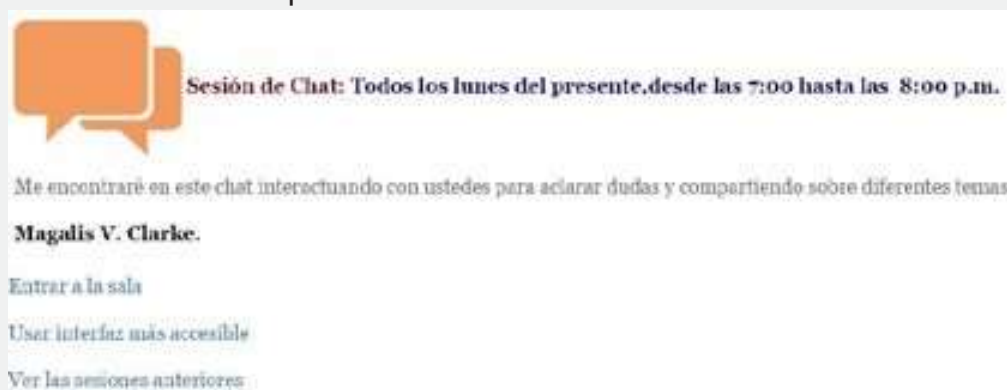 Sesión de Chat: Todos los lunes del presente,desde las 7:00 hasta las 8:00 p.m.
Me encontraré en este chat interactuando con ustedes para aclarar dudas y compartiendo sobre diferentes temas
Magalis V. Clarke.
Entrar a la sala
Usar interfaz más accesible
Ver las sesiones anteriores